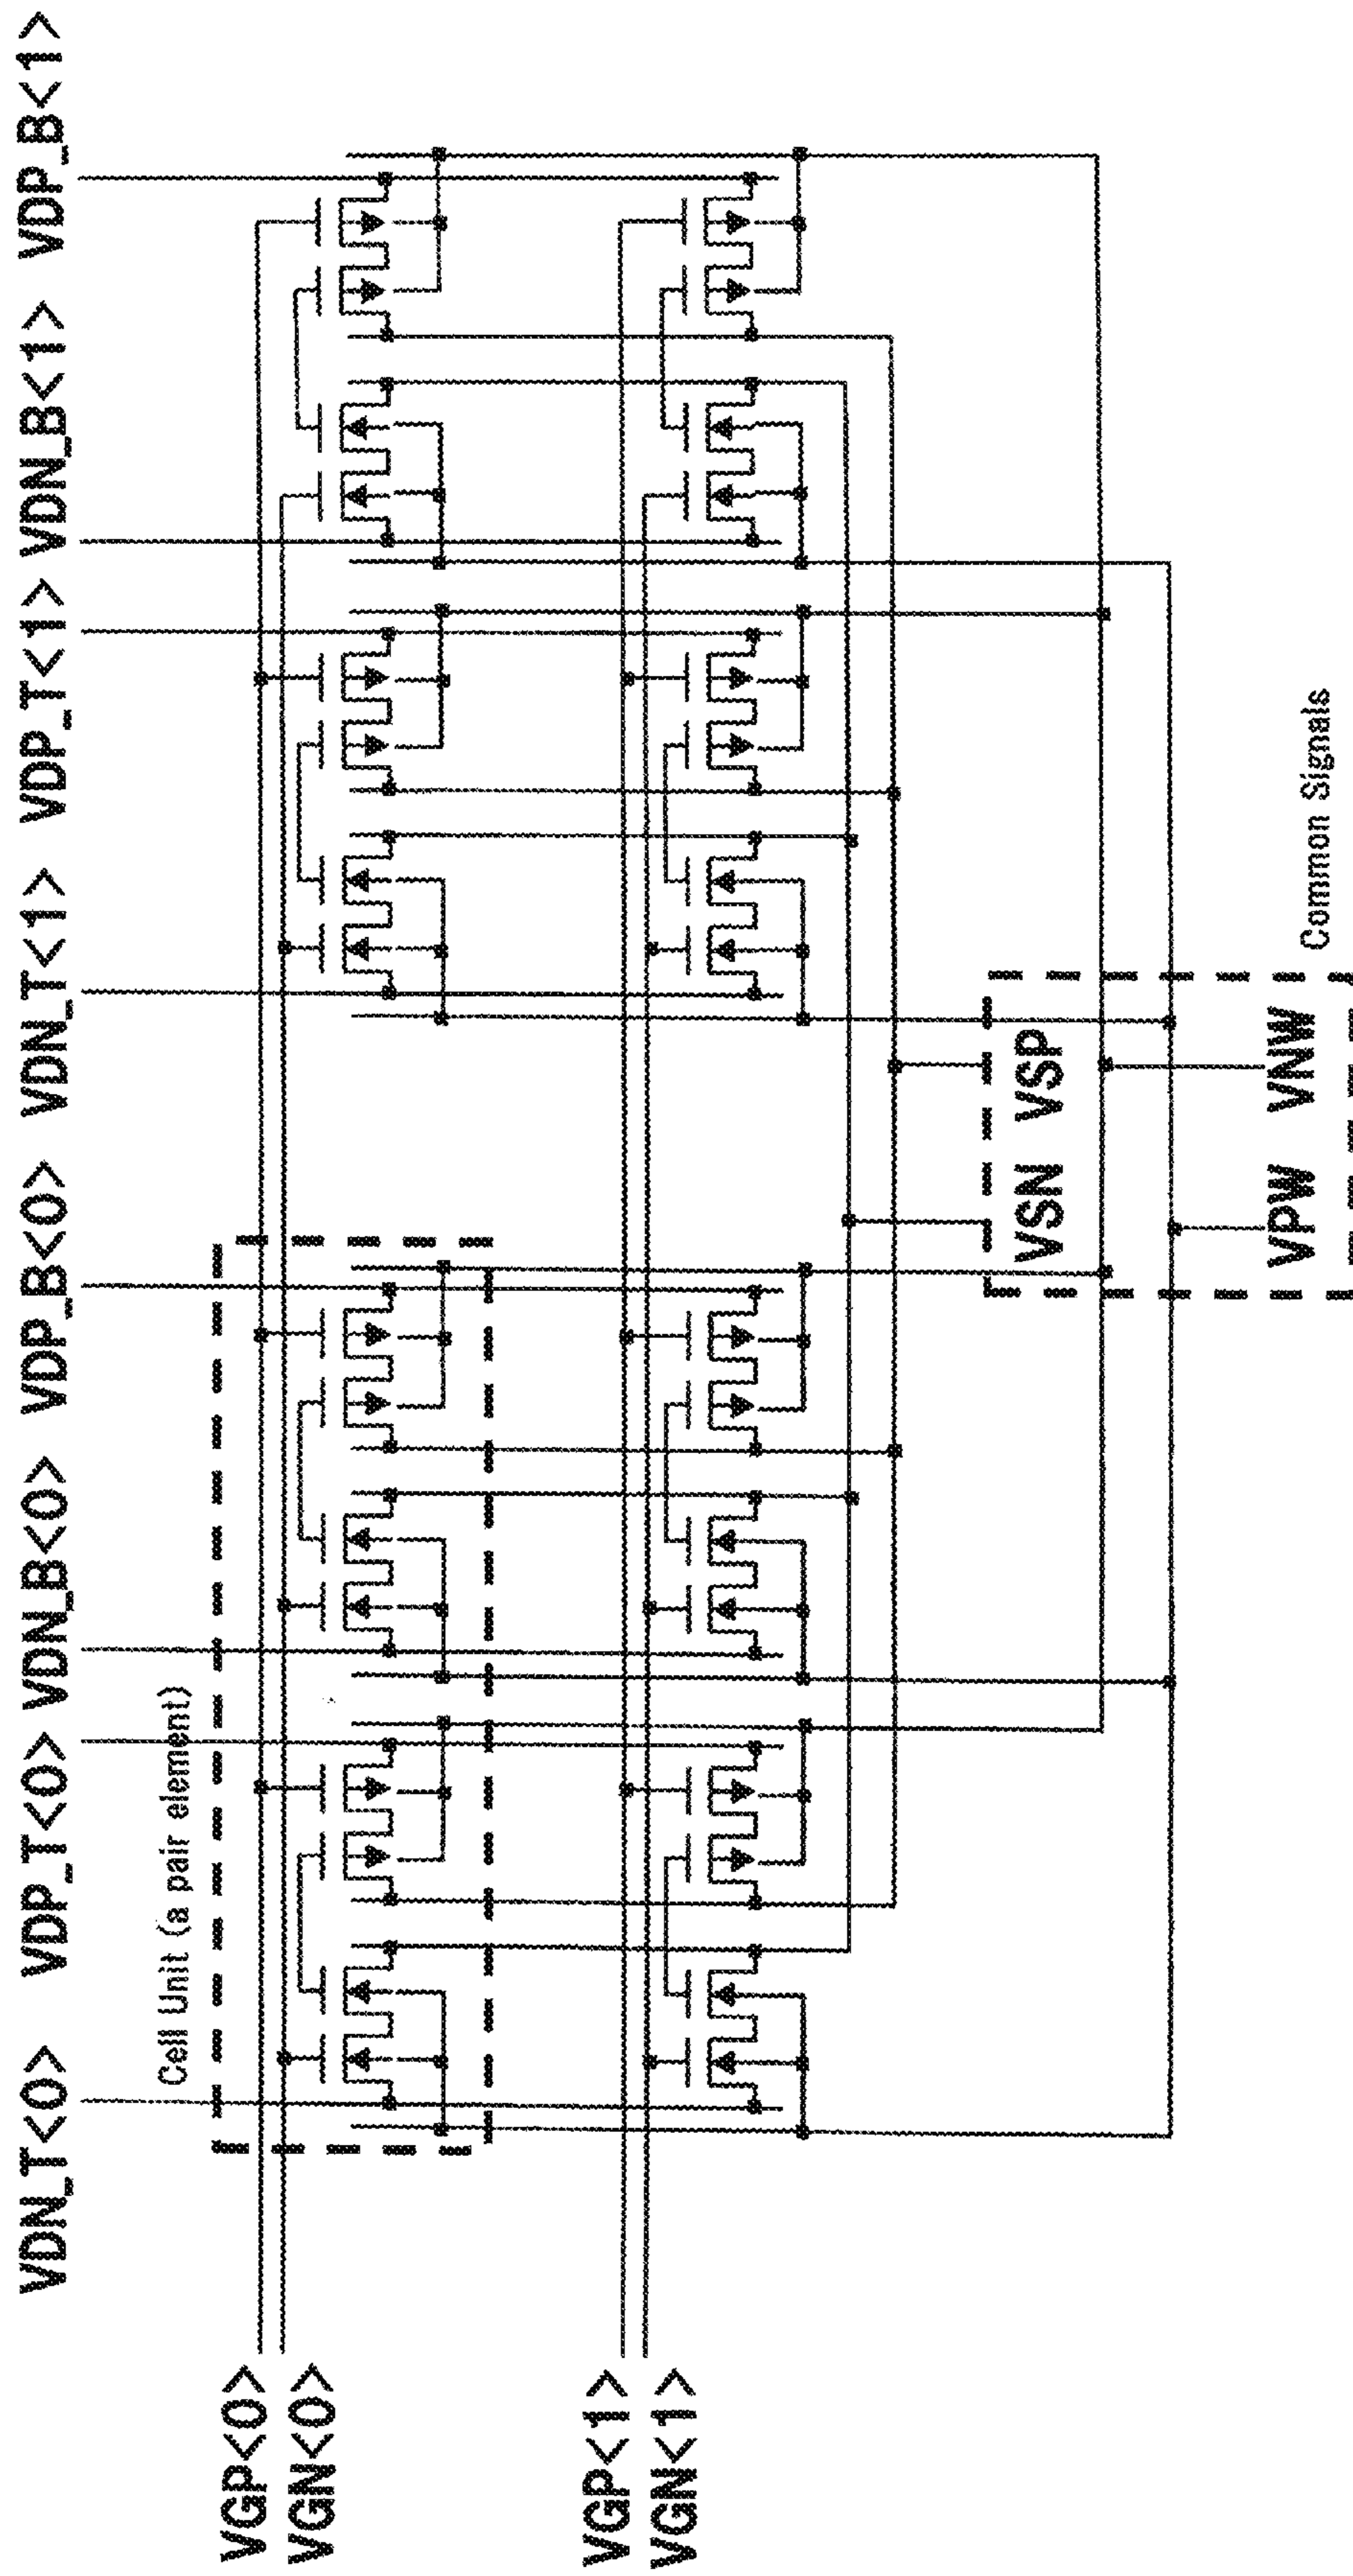 VDN_T<0> VDP_T<0> VDN_B<0> VDP_B<0> VDN_T<1> VDP_T<1> VDN_B<1> VDP_B<1>
Cell Unit (a pair element)
VGP<0>
VGN<0>
VGP<1>
VGN<1>
VSN VSP
VPW VNW
Common Signals